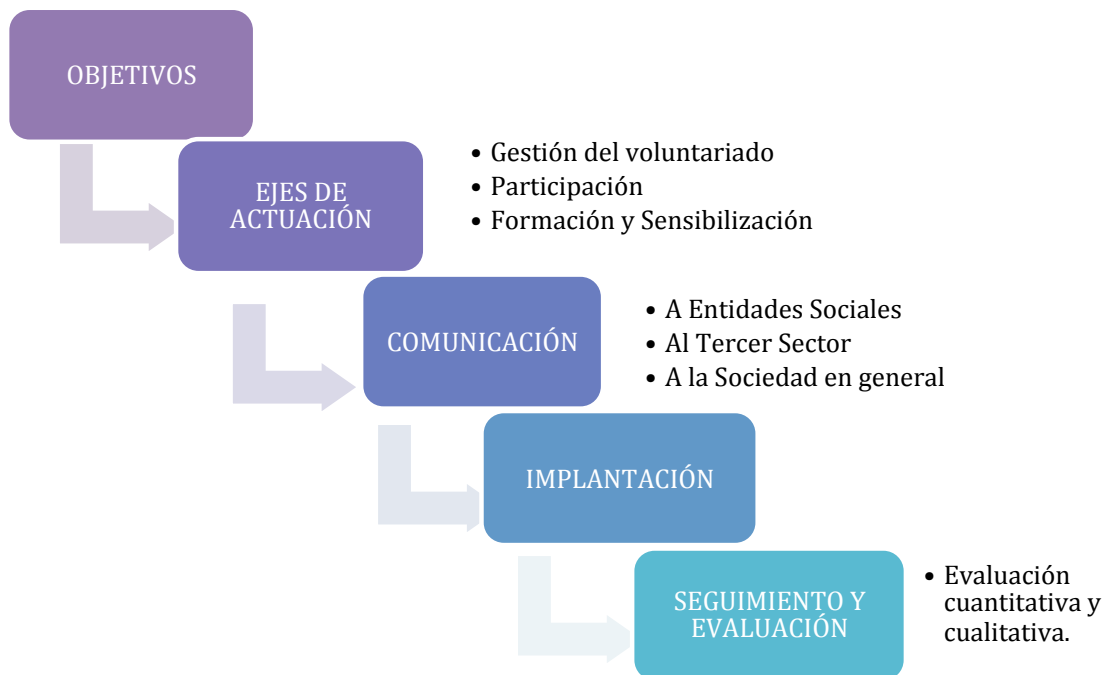 OBJETIVOS
EJES DE
ACTUACIÓN
• Gestión del voluntariado
• Participación
• Formación y Sensibilización
COMUNICACIÓN
• A Entidades Sociales
• Al Tercer Sector
• A la Sociedad en general
IMPLANTACIÓN
SEGUIMIENTO Y
EVALUACIÓN
• Evaluación
cuantitativa y
cualitativa.